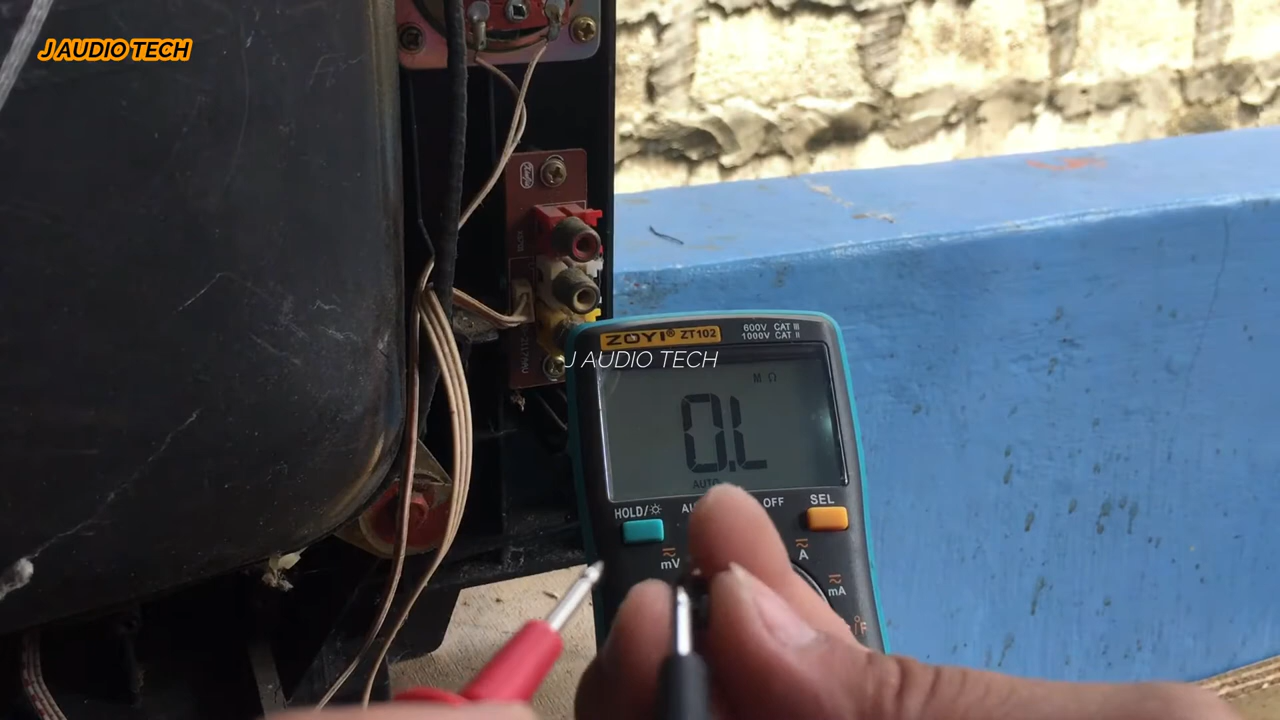 J AUDIO TECH
ZOYI® ZT102
600V CAT III
1000V CAT II
J AUDIO TECH
MΩ
0.L
AUTO
HOLD/
OFF
SEL
mV
A
mA